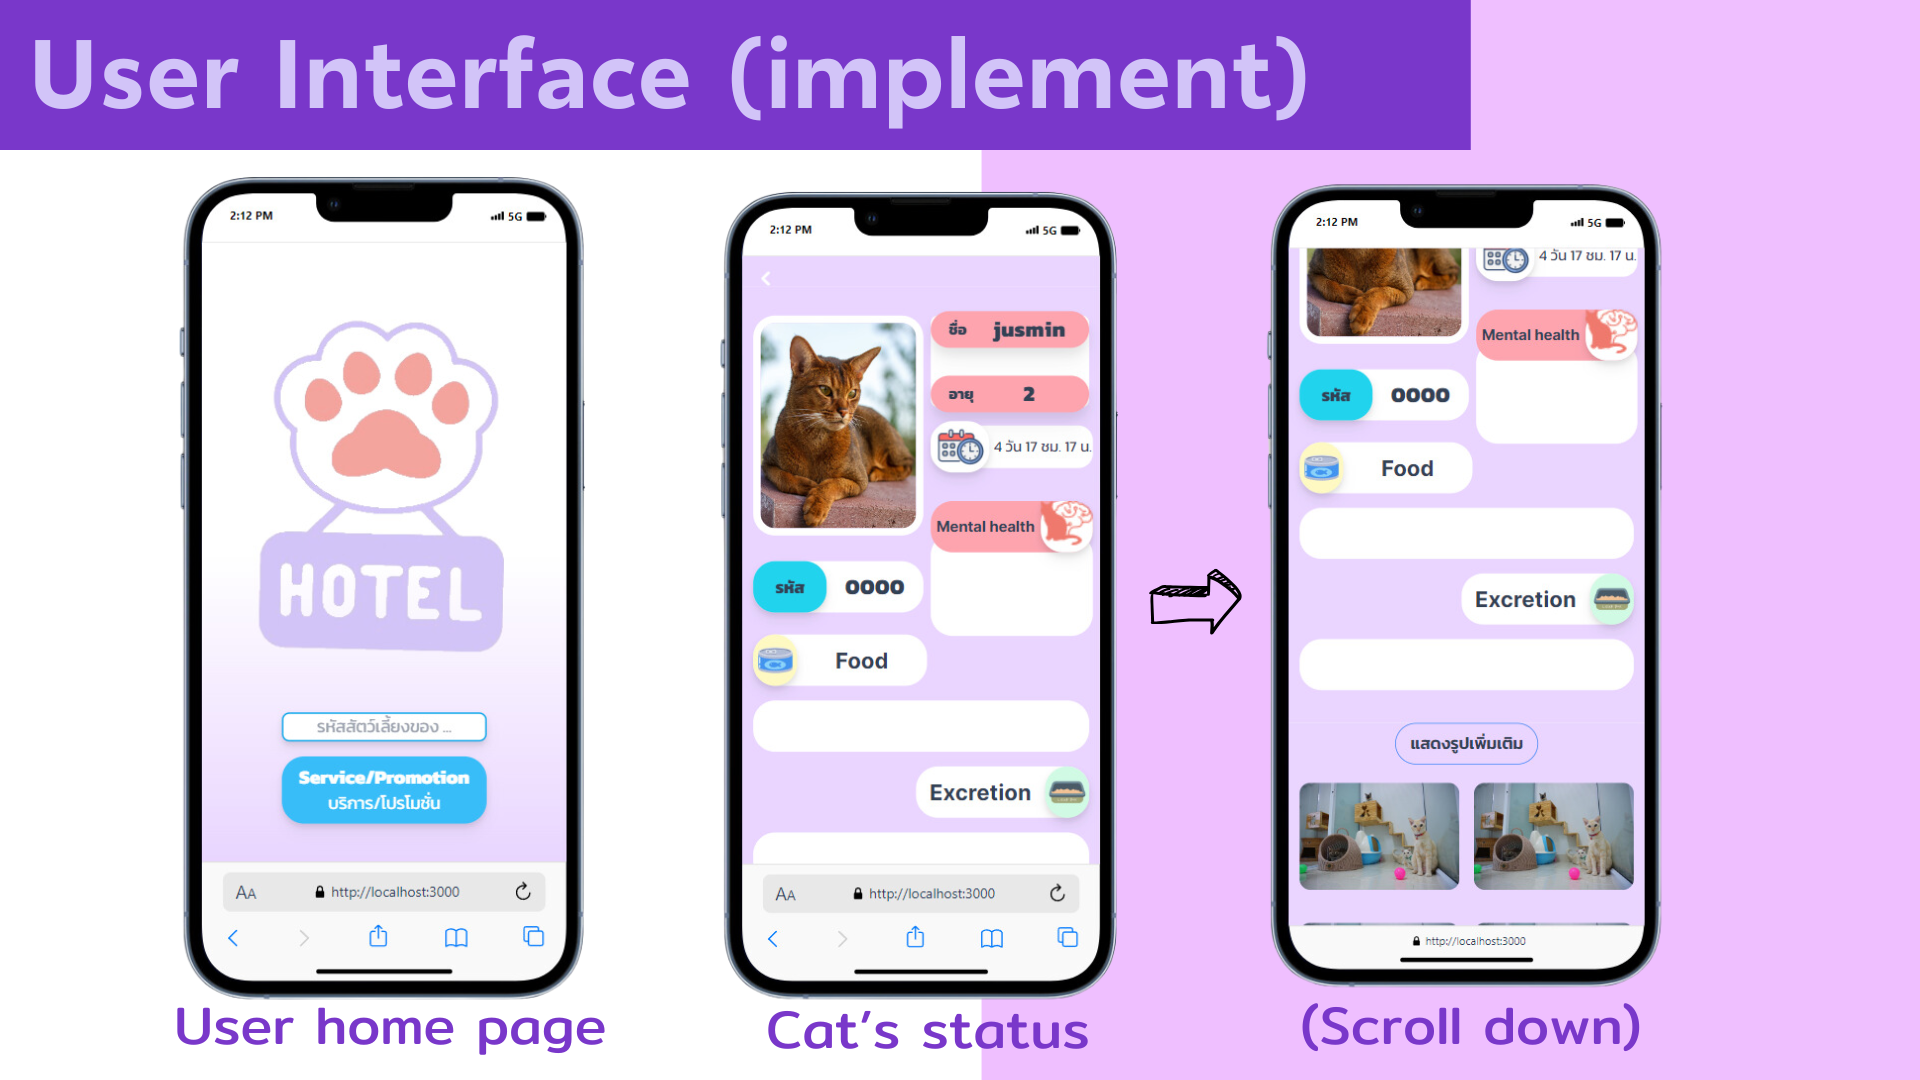 User Interface (implement)
2:12 PM
5G
HOTEL
รหัสสัตว์เลี้ยงของ ...
Service/Promotion
บริการ/โปรโมชั่น
AA
http://localhost:3000
User home page
2:12 PM
5G
ชื่อ jusmin
อายุ 2
4 วัน 17 ชม. 17 น.
Mental health
รหัส 0000
Food
Excretion
AA
http://localhost:3000
Cat's status
2:12 PM
5G
4 วัน 17 ชม. 17 น.
Mental health
รหัส 0000
Food
Excretion
แสดงรูปเพิ่มเติม
http://localhost:3000
(Scroll down)